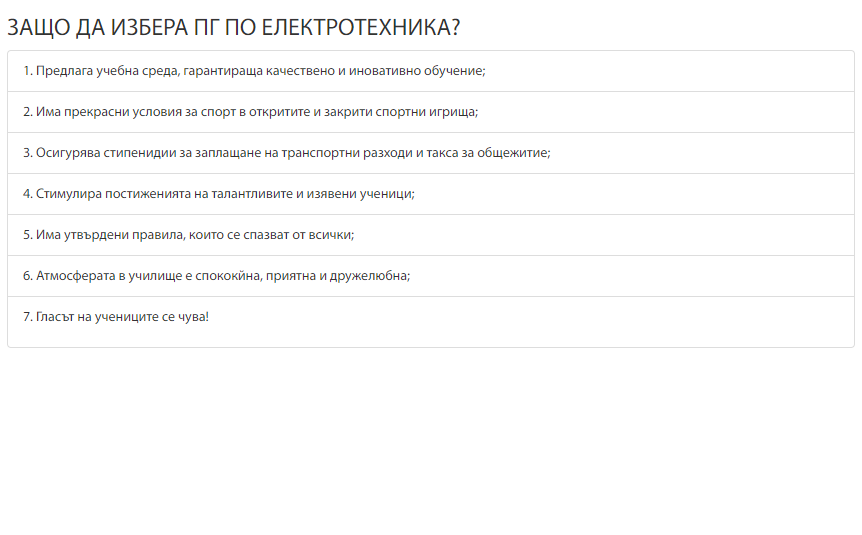 ЗАЩО ДА ИЗБЕРА ПГ ПО ЕЛЕКТРОТЕХНИКА?
1. Предлага учебна среда, гарантираща качествено и иновативно обучение;
2. Има прекрасни условия за спорт в откритите и закрити спортни игрища;
3. Осигурява стипенидии за заплащане на транспортни разходи и такса за общежитие;
4. Стимулира постиженията на талантливите и изявени ученици;
5. Има утвърдени правила, които се спазват от всички;
6. Атмосферата в училище е спококйна, приятна и дружелюбна;
7. Гласът на учениците се чува!